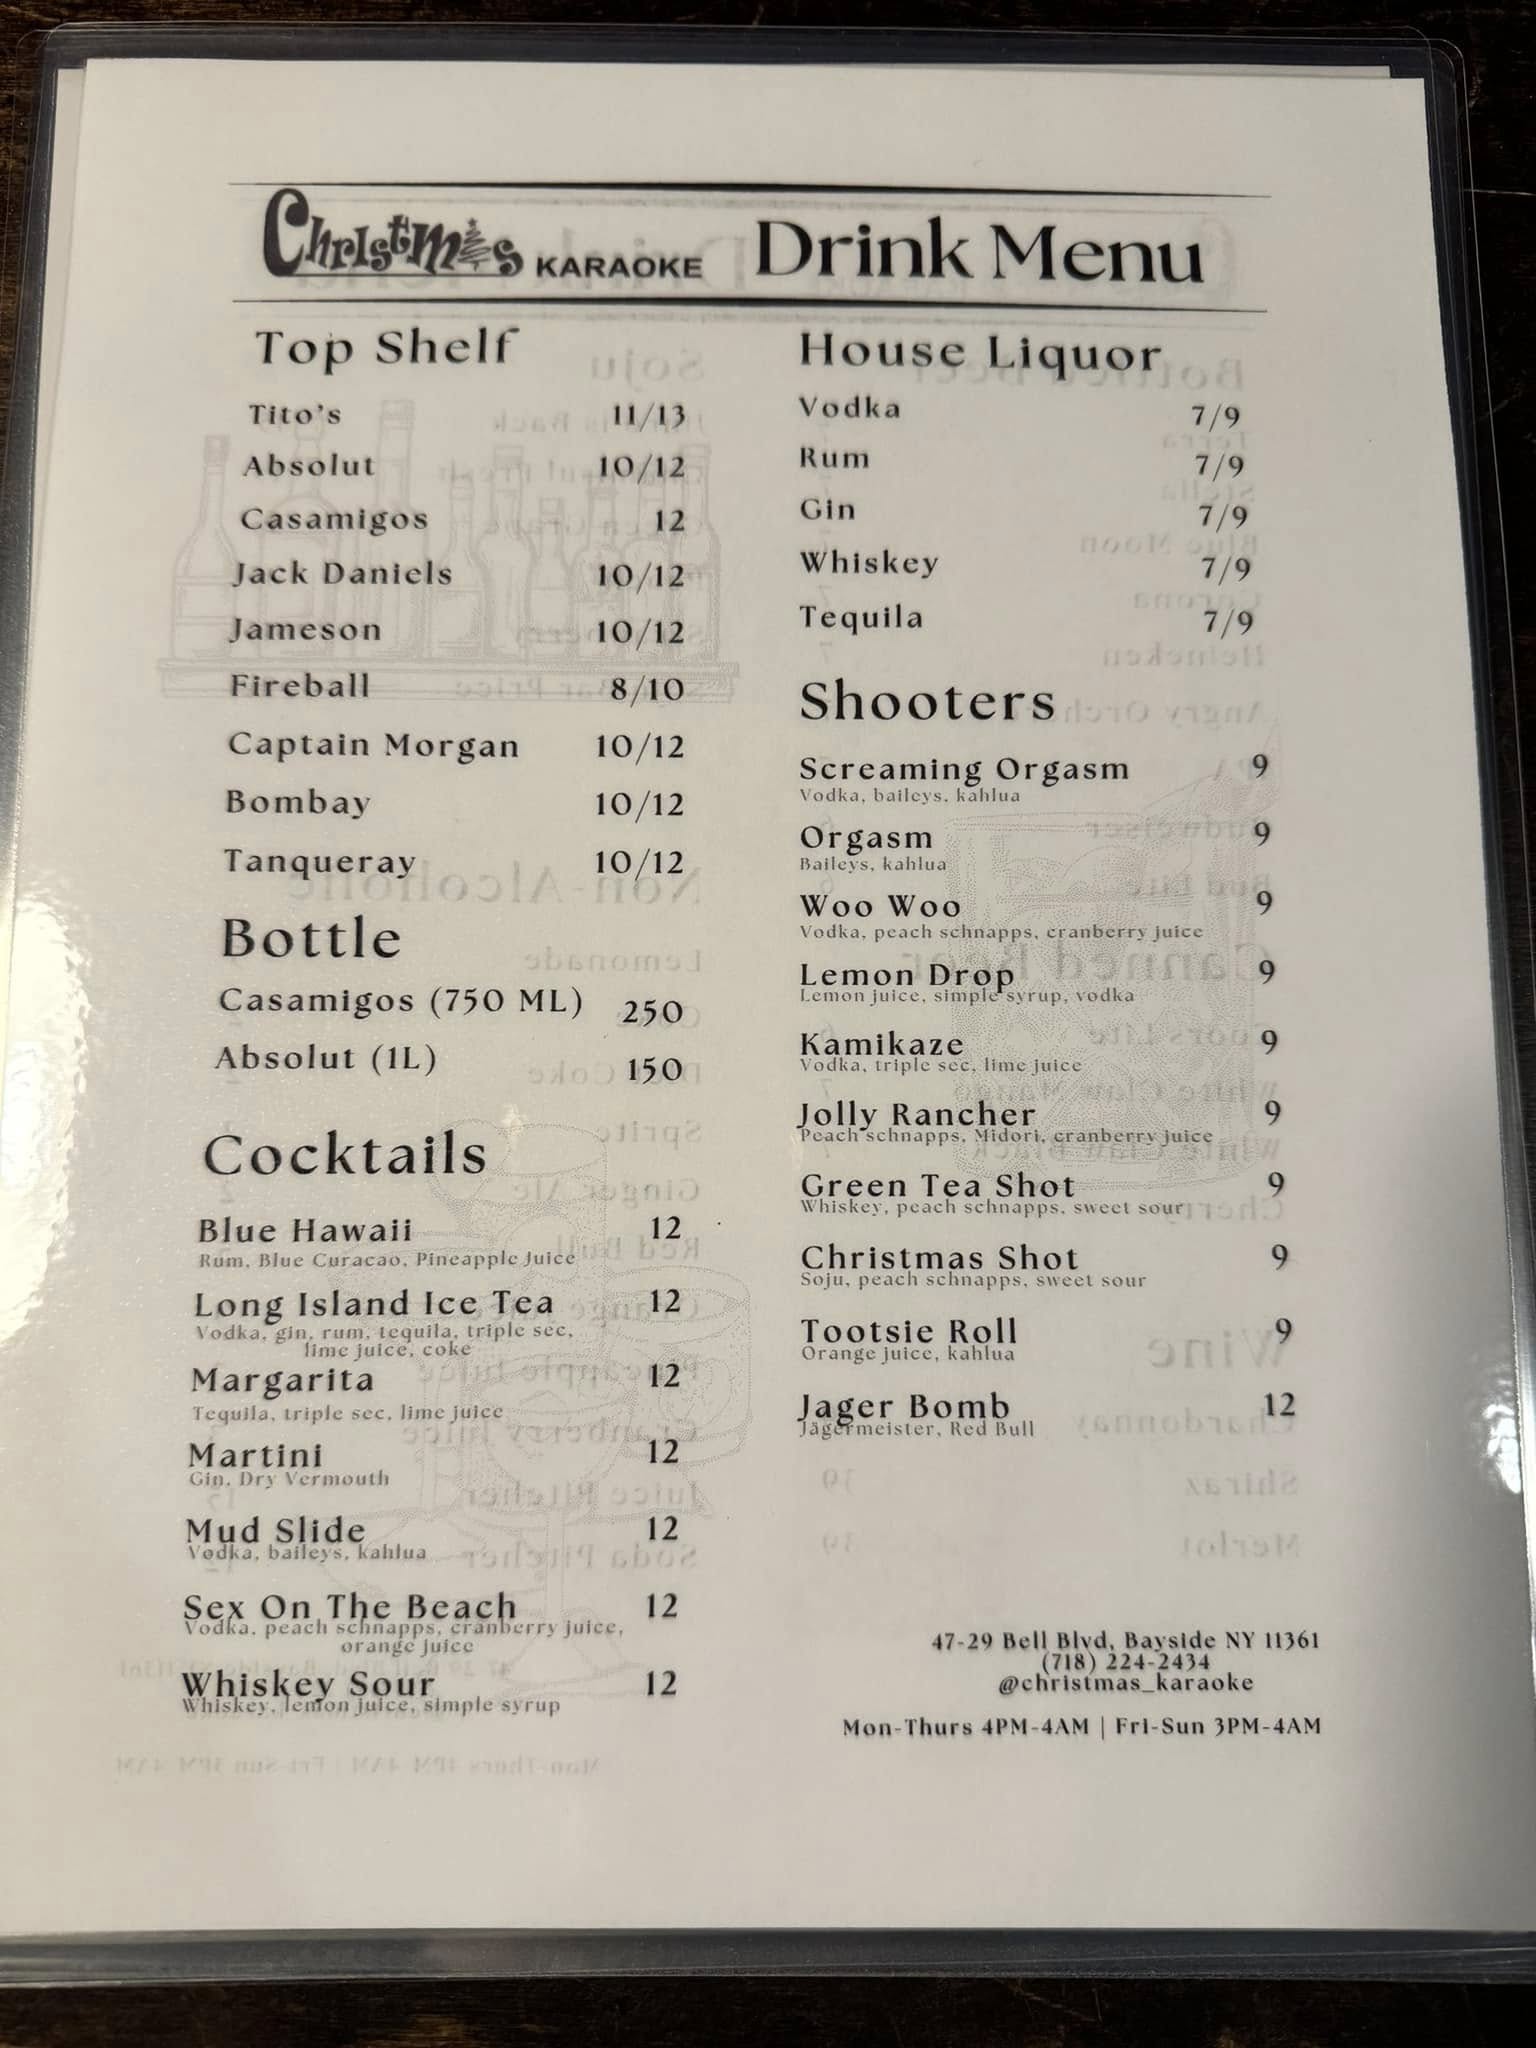 Christmas KARAOKE Drink Menu
Top Shelf
Tito's 11/13
Absolut 10/12
Casamigos 12
Jack Daniels 10/12
Jameson 10/12
Fireball 8/10
Captain Morgan 10/12
Bombay 10/12
Tanqueray 10/12
Bottle
Casamigos (750 ML) 250
Absolut (1L) 150
Cocktails
Blue Hawaii 12
Rum, Blue Curacao, Pineapple Juice
Long Island Ice Tea 12
Vodka, gin, rum, tequila, triple sec,
lime juice, coke
Margarita 12
Tequila, triple sec, lime juice
Martini 12
Gin, Dry Vermouth
Mud Slide 12
Vodka, baileys, kahlua
Sex On The Beach 12
Vodka, peach schnapps, cranberry juice,
orange juice
Whiskey Sour 12
Whiskey, lemon juice, simple syrup
House Liquor
Vodka 7/9
Rum 7/9
Gin 7/9
Whiskey 7/9
Tequila 7/9
Shooters
Screaming Orgasm 9
Vodka, baileys, kahlua
Orgasm 9
Baileys, kahlua
Woo Woo 9
Vodka, peach schnapps, cranberry juice
Lemon Drop 9
Lemon juice, simple syrup, vodka
Kamikaze 9
Vodka, triple sec, lime juice
Jolly Rancher 9
Peach schnapps, Midori, cranberry juice
Green Tea Shot 9
Whiskey, peach schnapps, sweet sour
Christmas Shot 9
Soju, peach schnapps, sweet sour
Tootsie Roll 9
Orange juice, kahlua
Jager Bomb 12
Jägermeister, Red Bull
47-29 Bell Blvd, Bayside NY 11361
(718) 224-2434
@christmas_karaoke
Mon-Thurs 4PM-4AM | Fri-Sun 3PM-4AM